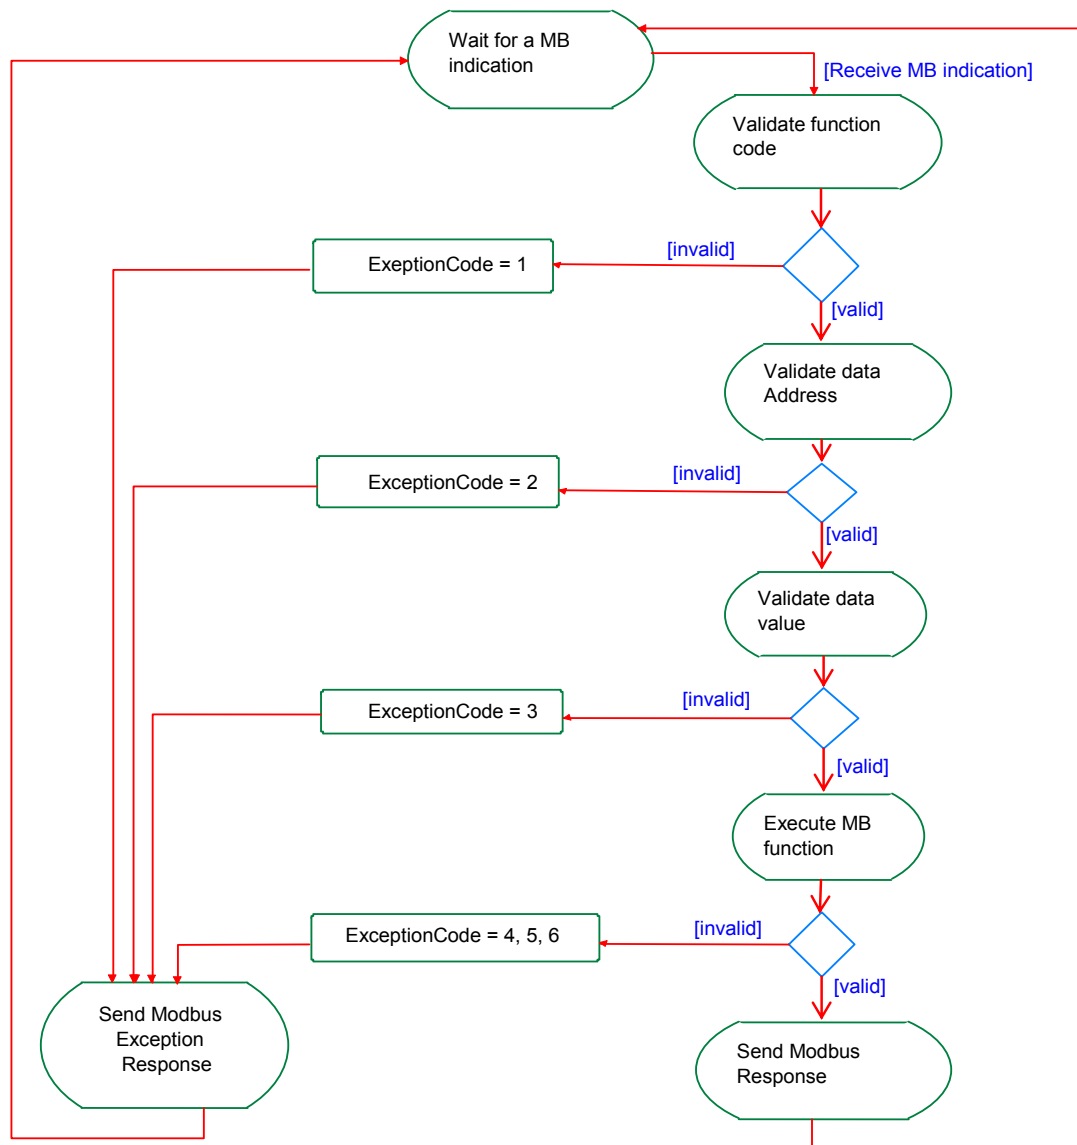 Wait for a MB
indication
[Receive MB indication]
Validate function
code
[invalid]
ExeptionCode = 1
[valid]
Validate data
Address
[invalid]
ExceptionCode = 2
[valid]
Validate data
value
[invalid]
ExceptionCode = 3
[valid]
Execute MB
function
[invalid]
ExceptionCode = 4, 5, 6
[valid]
Send Modbus
Exception
Response
Send Modbus
Response